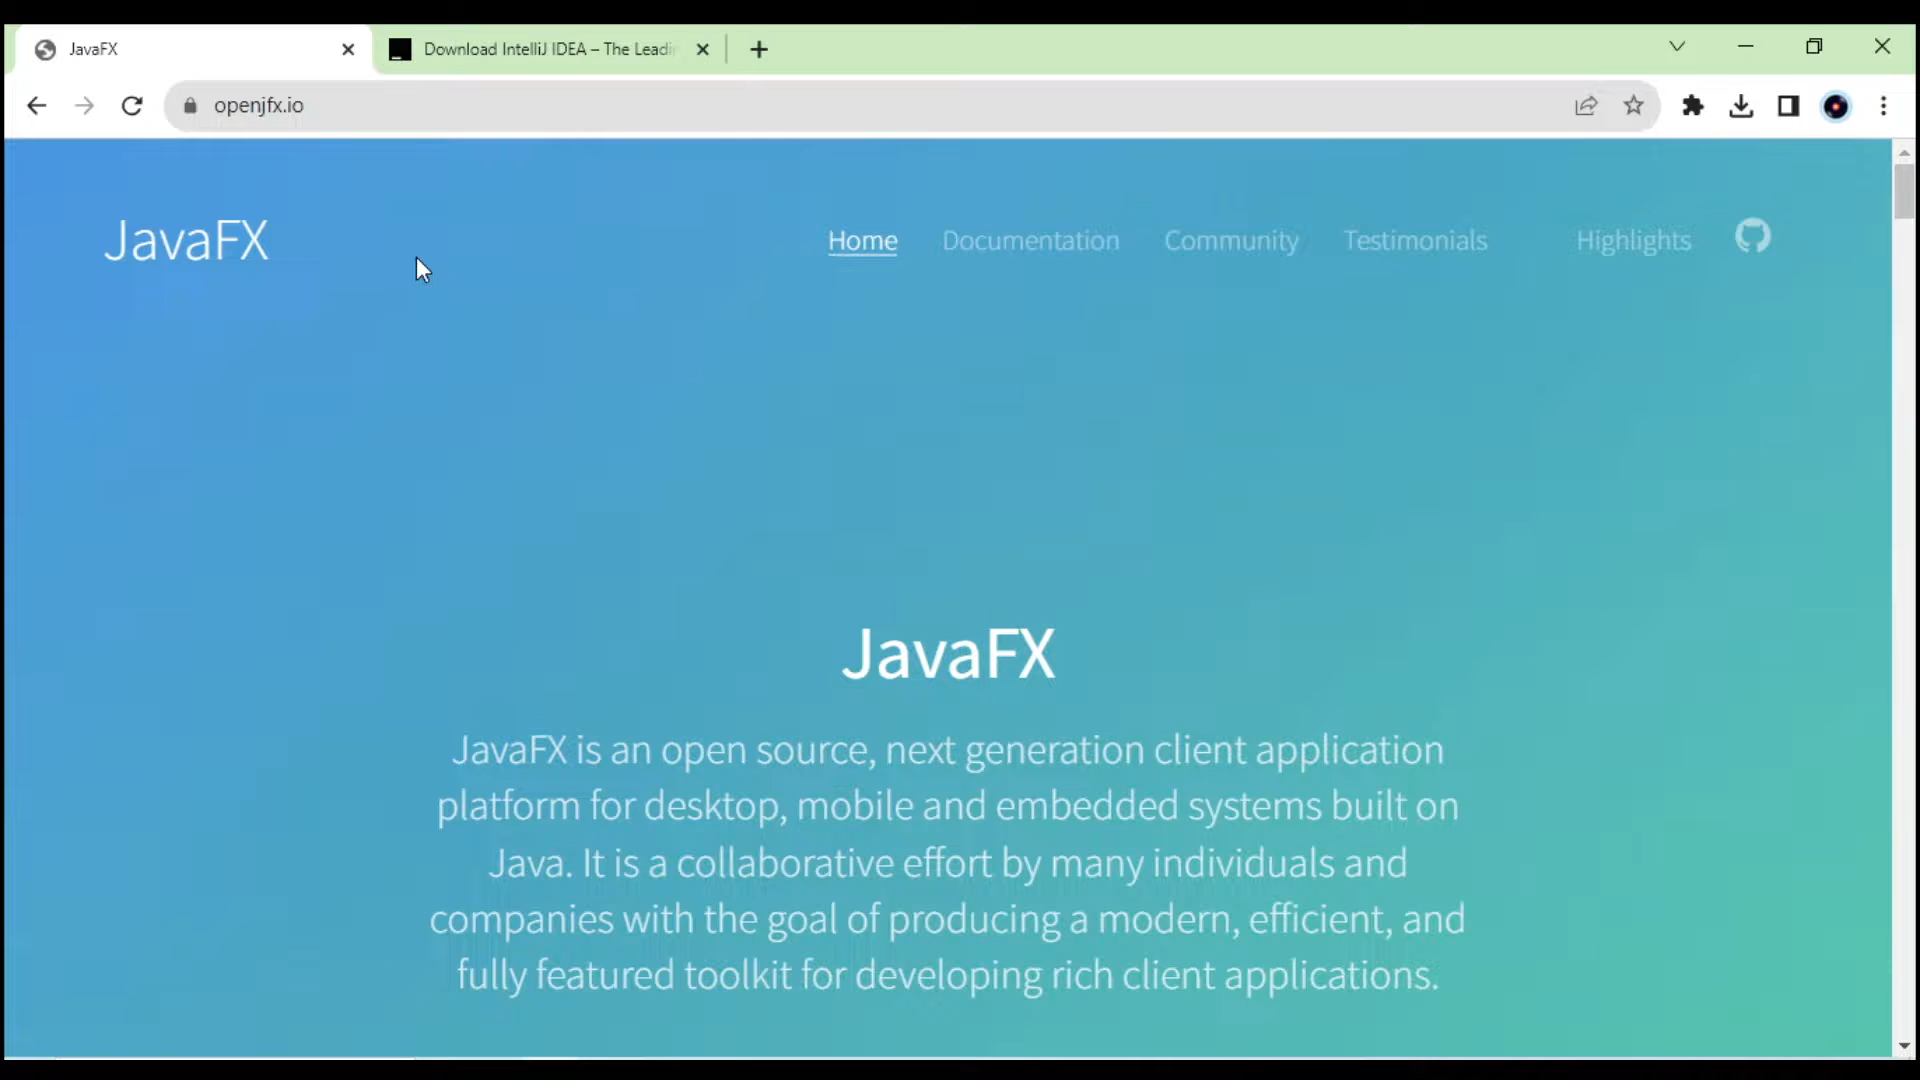 JavaFX
Download IntelliJ IDEA – The Leadi
openjfx.io
JavaFX
Home
Documentation
Community
Testimonials
Highlights
JavaFX
JavaFX is an open source, next generation client application
platform for desktop, mobile and embedded systems built on
Java. It is a collaborative effort by many individuals and
companies with the goal of producing a modern, efficient, and
fully featured toolkit for developing rich client applications.